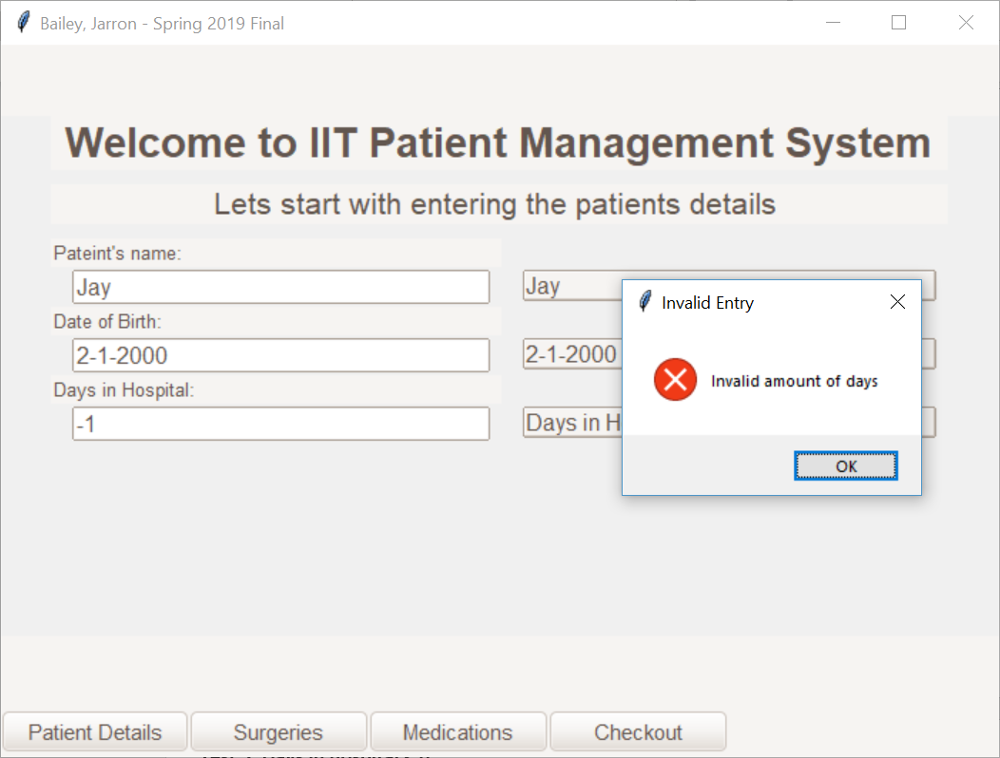 Bailey, Jarron - Spring 2019 Final
Welcome to IIT Patient Management System
Lets start with entering the patients details
Pateint's name:
Jay
Jay
Date of Birth:
2-1-2000
2-1-2000
Days in Hospital:
-1
Days in H
Invalid Entry
Invalid amount of days
OK
Patient Details
Surgeries
Medications
Checkout